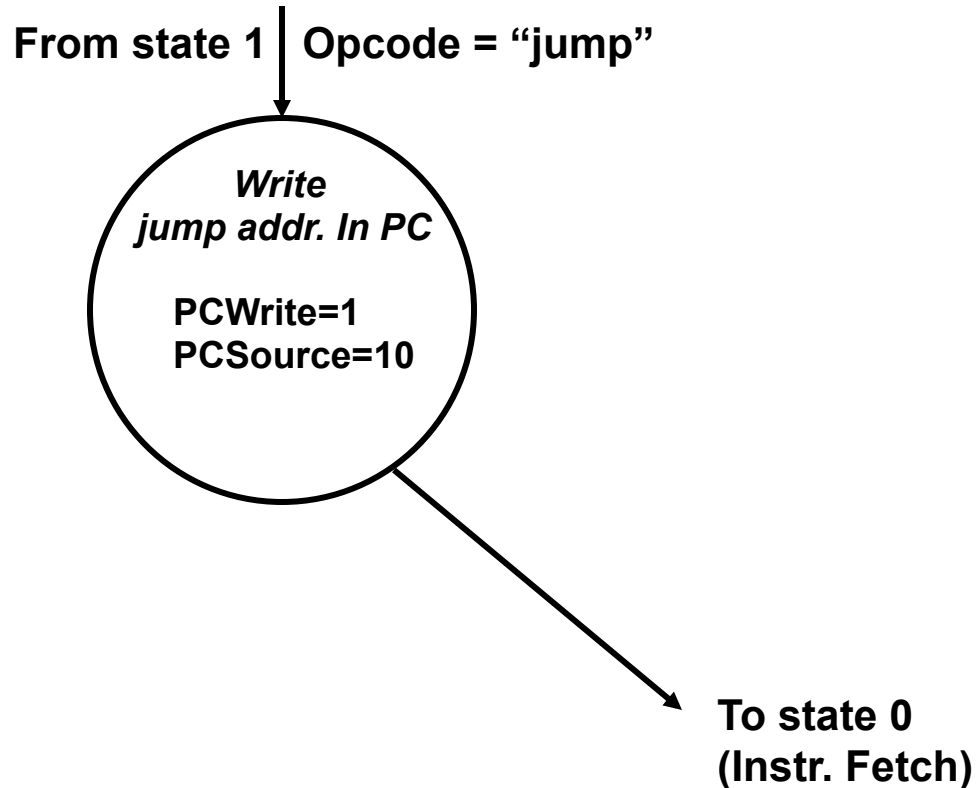 From state 1 Opcode = “jump”
Write
jump addr. In PC
PCWrite=1
PCSource=10
To state 0
(Instr. Fetch)